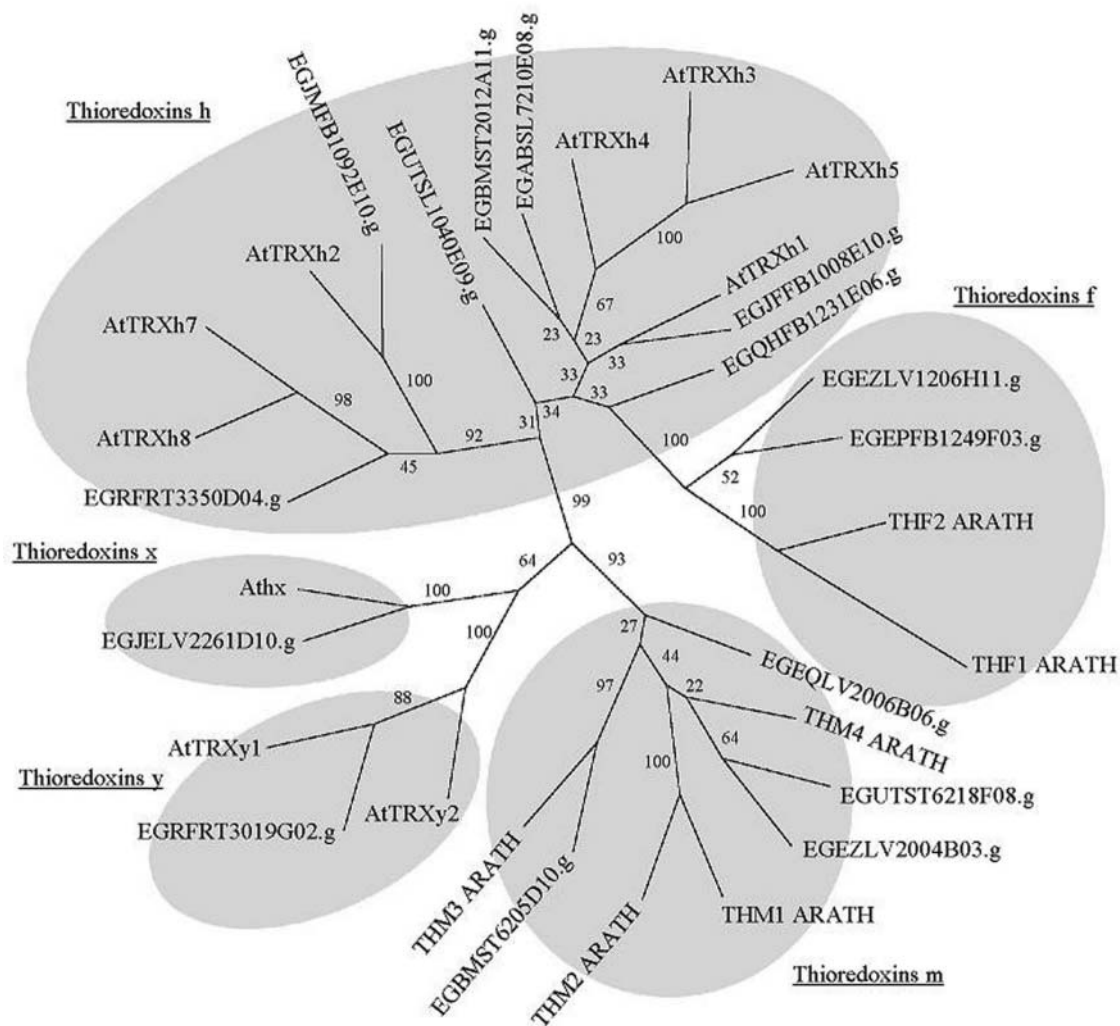 Thioredoxins h
EGJMFB1092E10.g
EGUTSL1040E09.g
EGBMST2012A11.g
EGABSL7210E08.g
AtTRXh3
AtTRXh4
AtTRXh5
AtTRXh1
EGJFFB1008E10.g
EGQHFB1231E06.g
AtTRXh2
AtTRXh7
AtTRXh8
EGRFRT3350D04.g
100
67
23
23
33
33
33
34
31
100
98
92
45
99
Thioredoxins f
EGEZLV1206H11.g
EGEPFB1249F03.g
THF2 ARATH
THF1 ARATH
100
52
100
Thioredoxins x
Athx
EGJELV2261D10.g
100
64
93
100
88
Thioredoxins y
AtTRXy1
EGRFRT3019G02.g
AtTRXy2
27
44
97
22
64
100
EGEQLV2006B06.g
THM4 ARATH
EGUTST6218F08.g
EGEZLV2004B03.g
THM1 ARATH
THM2 ARATH
EGBMST6205D10.g
THM3 ARATH
Thioredoxins m